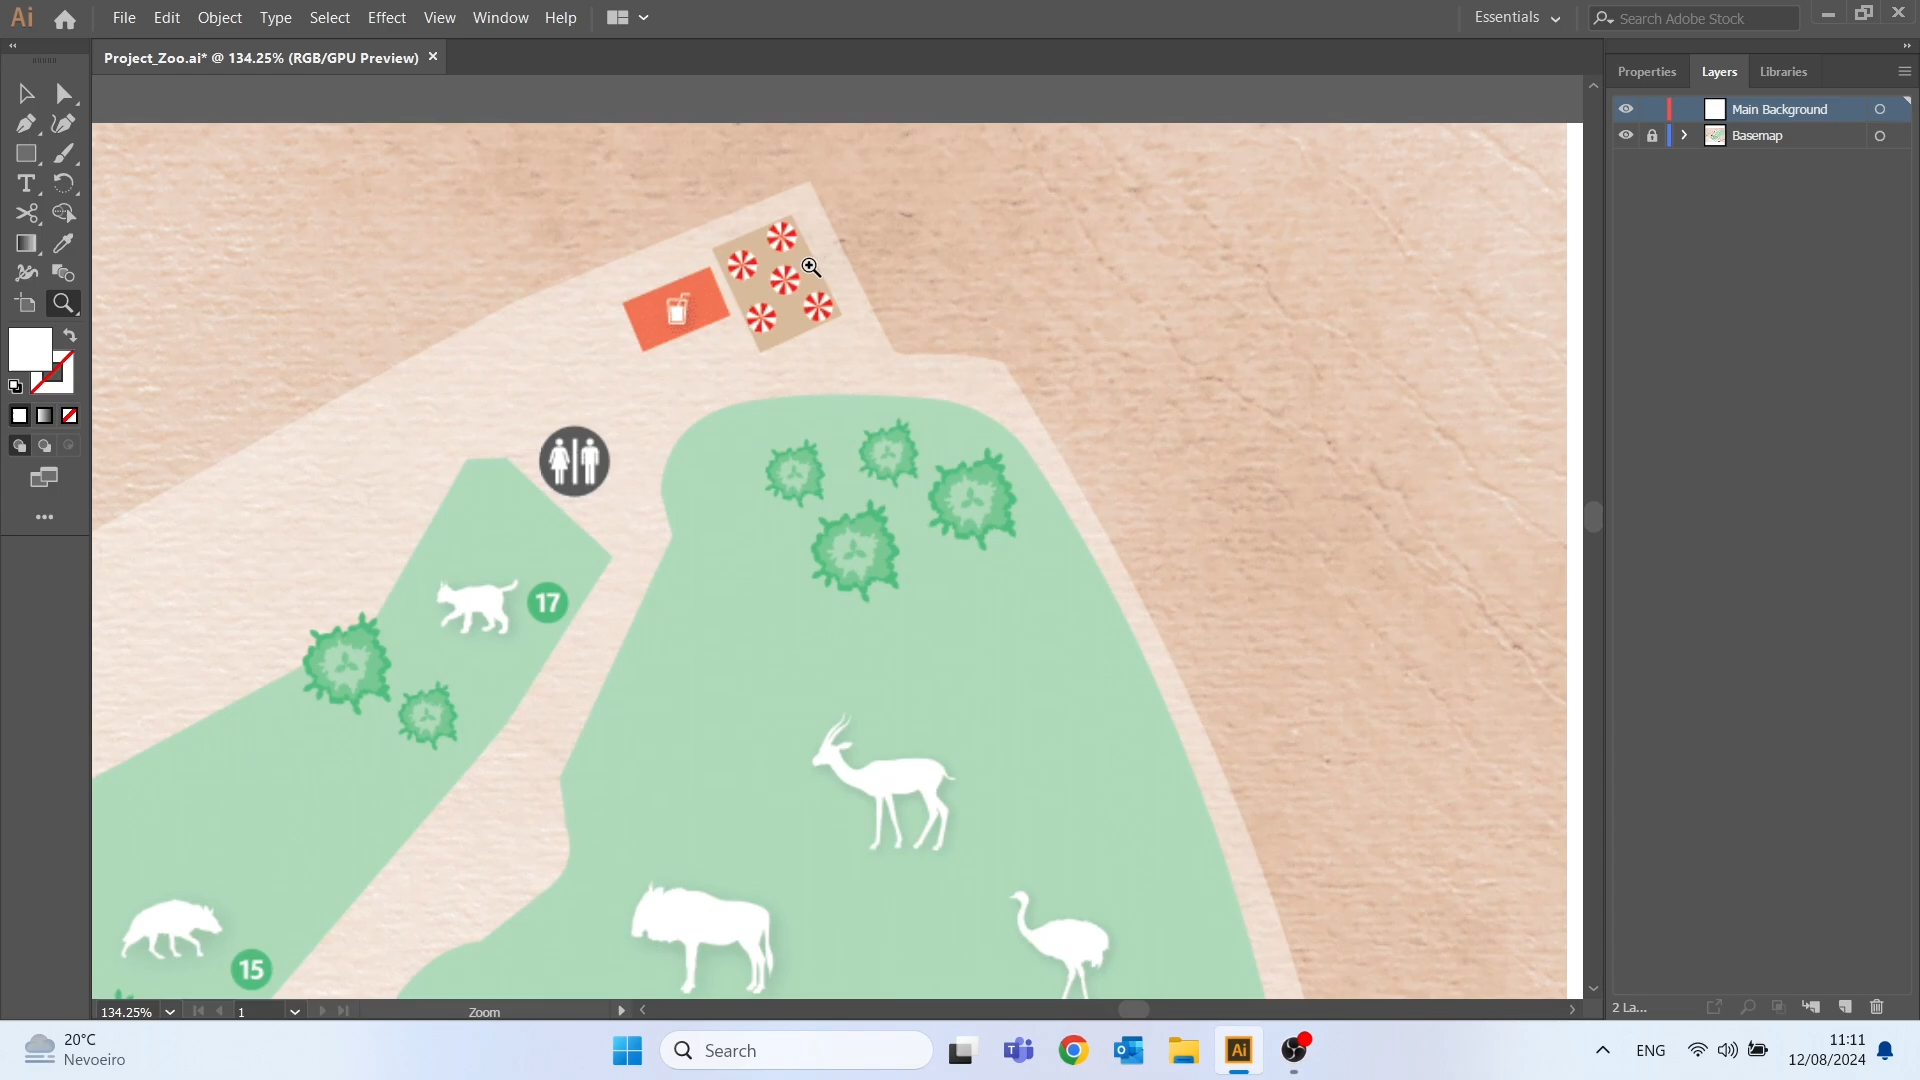 Ai File Edit Object Type Select Effect View Window Help Essentials Search Adobe Stock
Project_Zoo.ai* @ 134.25% (RGB/GPU Preview)
Properties Layers Libraries
Main Background
Basemap
17
15
134.25% 1 Zoom
2 La...
20°C
Nevoeiro
Search
Ai
ENG
11:11
12/08/2024